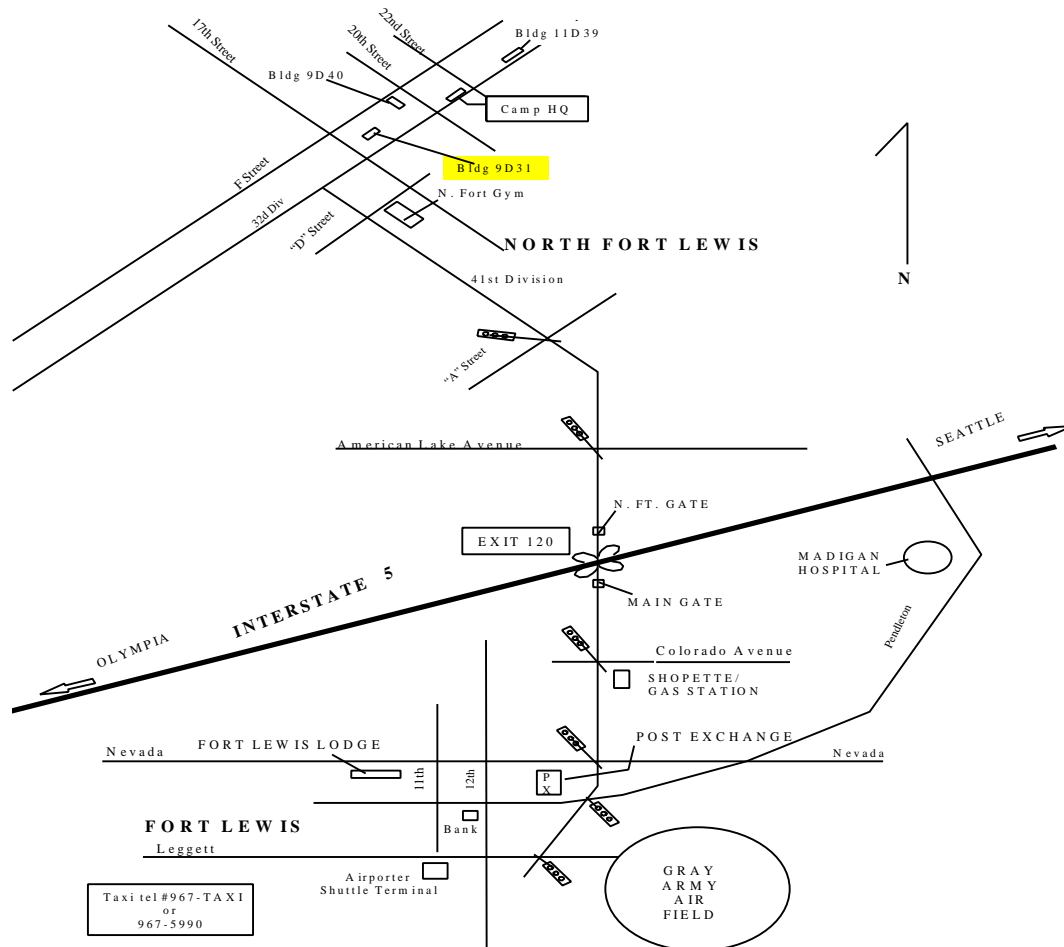 17th Street
22nd Street
20th Street
Bldg 11D39
Bldg 9D40
Camp HQ
Bldg 9D31
F Street
N. Fort Gym
32d Div
“D” Street
NORTH FORT LEWIS
41st Division
N
“A” Street
American Lake Avenue
SEATTLE
N. FT. GATE
EXIT 120
MADIGAN
HOSPITAL
INTERSTATE 5
MAIN GATE
Pendleton
OLYMPIA
Colorado Avenue
SHOPETTE/
GAS STATION
POST EXCHANGE
FORT LEWIS LODGE
Nevada
Nevada
11th
12th
P
X
FORT LEWIS
Bank
Leggett
Airporter
Shuttle Terminal
GRAY
ARMY
AIR
FIELD
Taxi tel #967-TAXI
or
967-5990